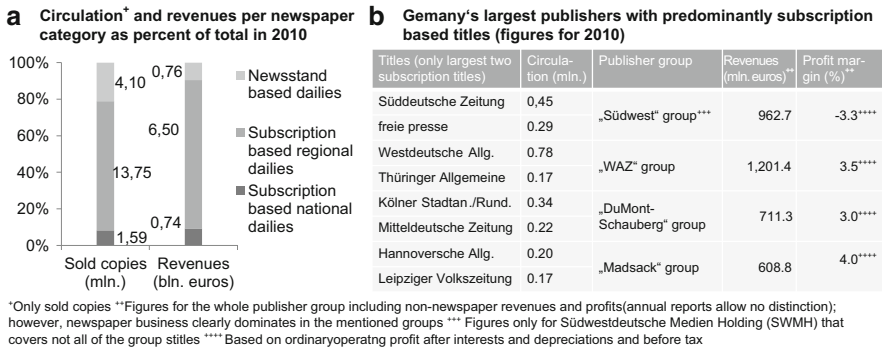 a Circulation+ and revenues per newspaper
category as percent of total in 2010
100%
80%
60%
40%
20%
0%
4,10
13,75
1,59
0,76
6,50
0,74
Sold copies
(mln.)
Revenues
(bln. euros)
Newsstand
based dailies
Subscription
based regional
dailies
Subscription
based national
dailies
b Gemany‘s largest publishers with predominantly subscription
based titles (figures for 2010)
Titles (only largest two
subscription titles)
Circula-
tion (mln.)
Publisher group
Revenues
(mln. euros)++
Profit mar-
gin (%)++
Süddeutsche Zeitung 0,45
freie presse 0.29
„Südwest“ group+++ 962.7 -3.3++++
Westdeutsche Allg. 0.78
Thüringer Allgemeine 0.17
„WAZ“ group 1,201.4 3.5++++
Kölner Stadtan./Rund. 0.34
Mitteldeutsche Zeitung 0.22
„DuMont-
Schauberg“ group
711.3 3.0++++
Hannoversche Allg. 0.20
Leipziger Volkszeitung 0.17
„Madsack“ group 608.8 4.0++++
+Only sold copies ++Figures for the whole publisher group including non-newspaper revenues and profits(annual reports allow no distinction);
however, newspaper business clearly dominates in the mentioned groups +++ Figures only for Südwestdeutsche Medien Holding (SWMH) that
covers not all of the group stitles ++++ Based on ordinaryoperatng profit after interests and depreciations and before tax